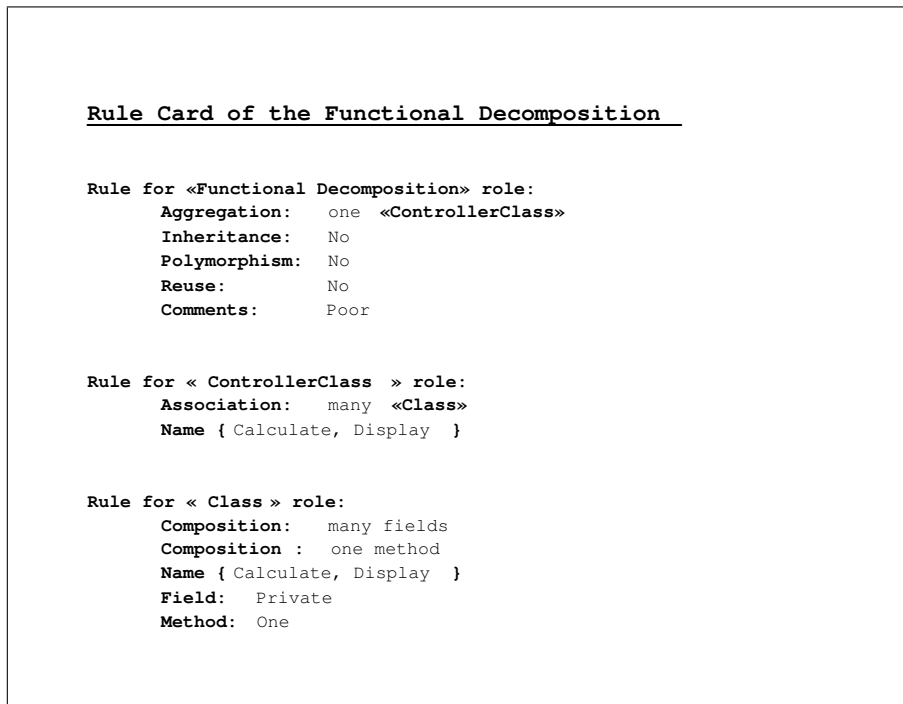 Rule Card of the Functional Decomposition
Rule for «Functional Decomposition» role:
Aggregation: one «ControllerClass»
Inheritance: No
Polymorphism: No
Reuse: No
Comments: Poor
Rule for « ControllerClass » role:
Association: many «Class»
Name { Calculate, Display }
Rule for « Class » role:
Composition: many fields
Composition : one method
Name { Calculate, Display }
Field: Private
Method: One